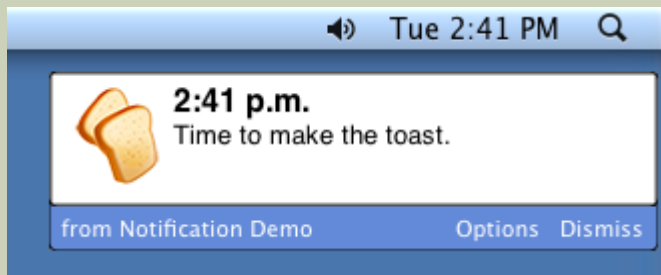 Tue 2:41 PM
2:41 p.m.
Time to make the toast.
from Notification Demo Options Dismiss